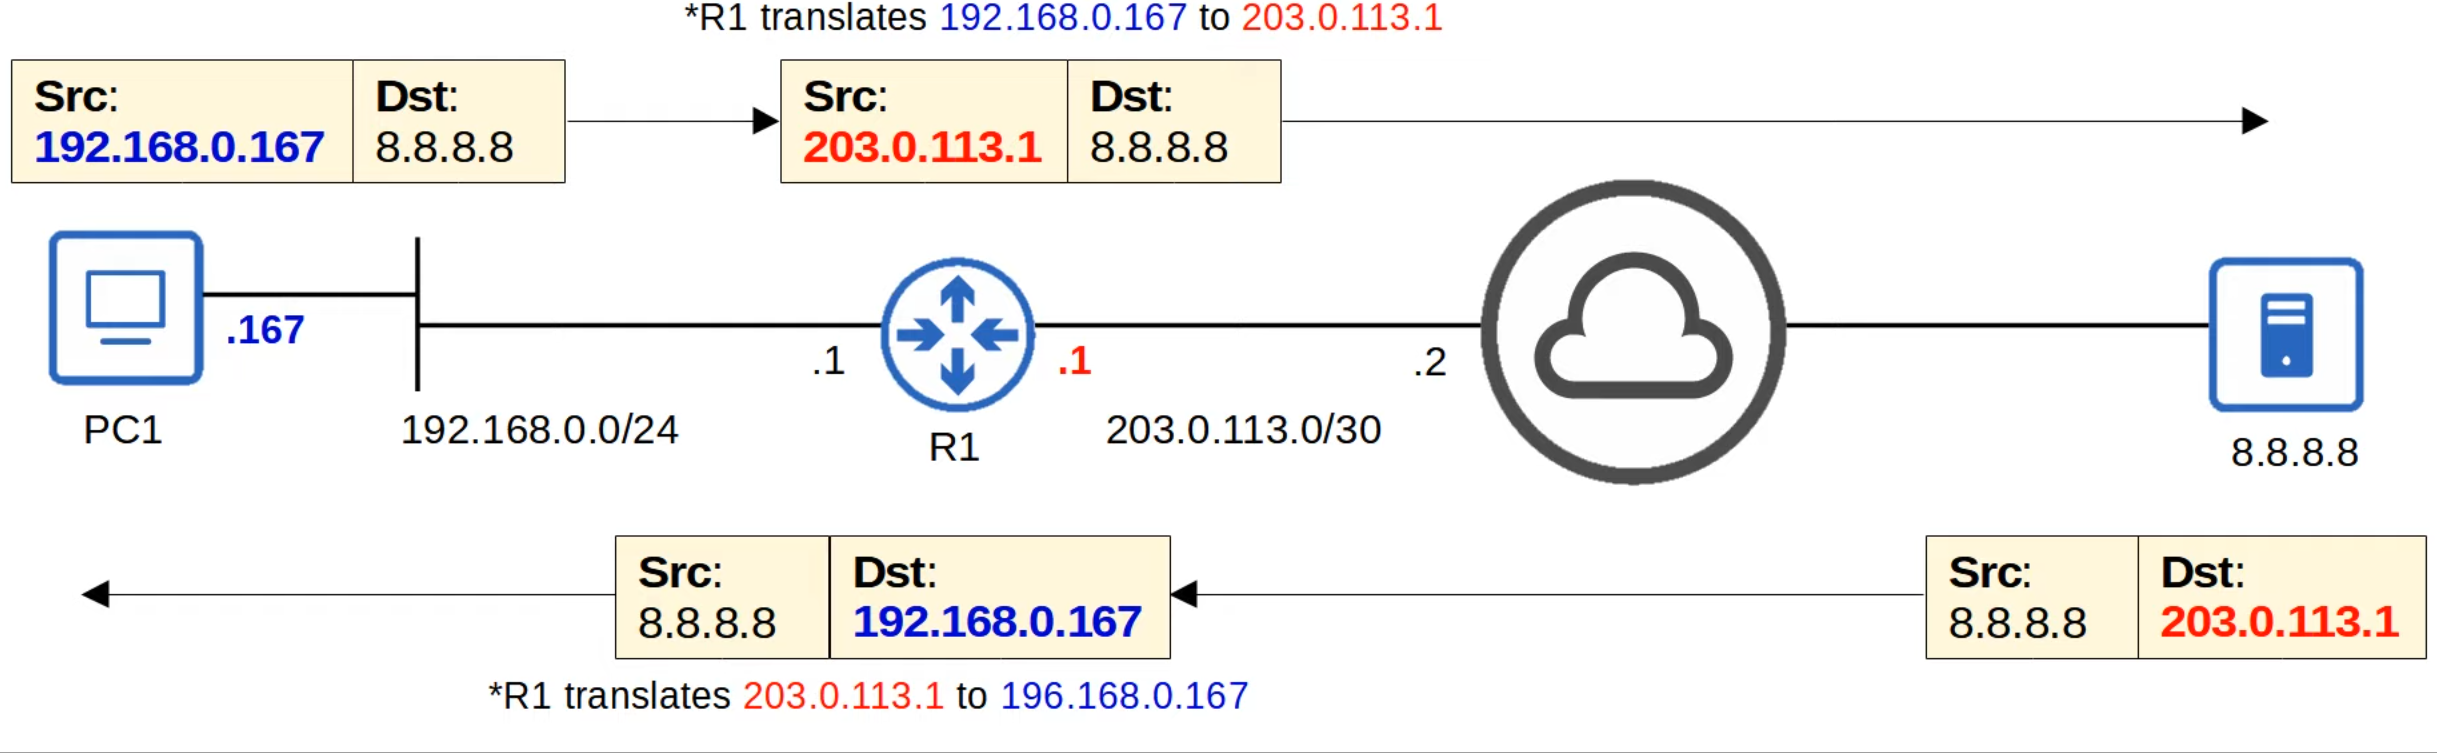 *R1 translates 192.168.0.167 to 203.0.113.1
Src:
192.168.0.167
Dst:
8.8.8.8
Src:
203.0.113.1
Dst:
8.8.8.8
.167
.1
.1
.2
PC1
192.168.0.0/24
R1
203.0.113.0/30
8.8.8.8
Src:
8.8.8.8
Dst:
192.168.0.167
Src:
8.8.8.8
Dst:
203.0.113.1
*R1 translates 203.0.113.1 to 196.168.0.167